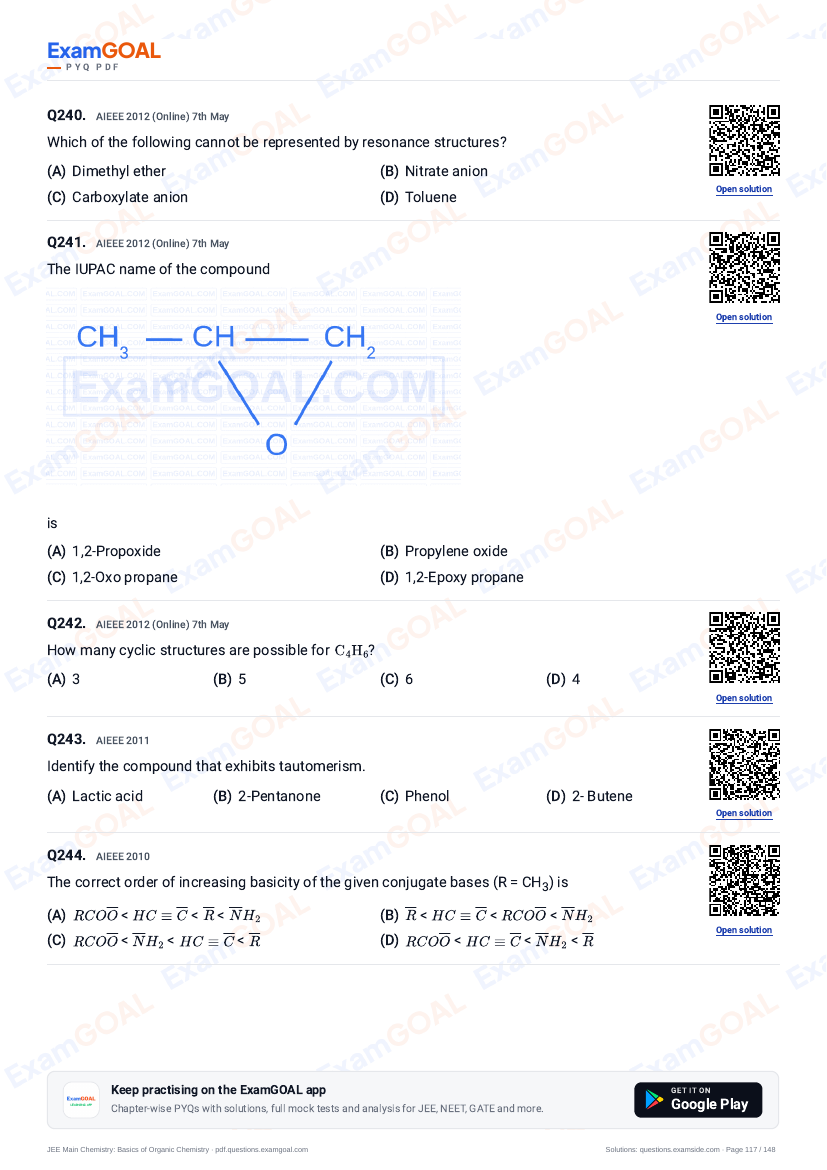 ExamGOAL
PYQ PDF
Q240. AIEEE 2012 (Online) 7th May
Which of the following cannot be represented by resonance structures?
(A) Dimethyl ether (B) Nitrate anion
(C) Carboxylate anion (D) Toluene
Open solution
Q241. AIEEE 2012 (Online) 7th May
The IUPAC name of the compound
Open solution
CH3 — CH — CH2
ExamGOAL.COM
O
is
(A) 1,2-Propoxide (B) Propylene oxide
(C) 1,2-Oxo propane (D) 1,2-Epoxy propane
Q242. AIEEE 2012 (Online) 7th May
How many cyclic structures are possible for C₄H₆?
(A) 3 (B) 5 (C) 6 (D) 4
Open solution
Q243. AIEEE 2011
Identify the compound that exhibits tautomerism.
(A) Lactic acid (B) 2-Pentanone (C) Phenol (D) 2- Butene
Open solution
Q244. AIEEE 2010
The correct order of increasing basicity of the given conjugate bases (R = CH₃) is
(A) RCOO̅ < HC ≡ C̅ < R̅ < N̅H₂ (B) R̅ < HC ≡ C̅ < RCOO̅ < N̅H₂
(C) RCOO̅ < N̅H₂ < HC ≡ C̅ < R̅ (D) RCOO̅ < HC ≡ C̅ < N̅H₂ < R̅
Open solution
Keep practising on the ExamGOAL app
Chapter-wise PYQs with solutions, full mock tests and analysis for JEE, NEET, GATE and more.
GET IT ON
Google Play
JEE Main Chemistry: Basics of Organic Chemistry · pdf.questions.examgoal.com Solutions: questions.examside.com · Page 117 / 148